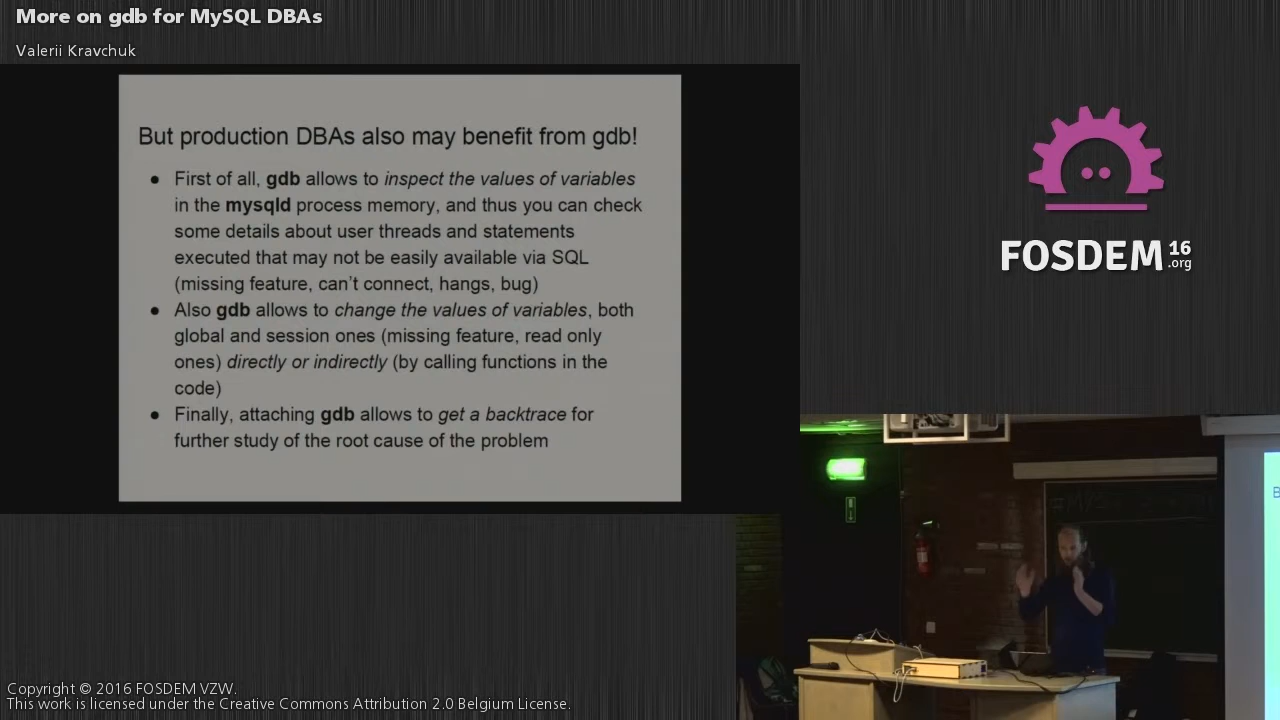 More on gdb for MySQL DBAs
Valerii Kravchuk
But production DBAs also may benefit from gdb!
● First of all, gdb allows to inspect the values of variables
in the mysqld process memory, and thus you can check
some details about user threads and statements
executed that may not be easily available via SQL
(missing feature, can't connect, hangs, bug)
● Also gdb allows to change the values of variables, both
global and session ones (missing feature, read only
ones) directly or indirectly (by calling functions in the
code)
● Finally, attaching gdb allows to get a backtrace for
further study of the root cause of the problem
FOSDEM 16
.org
B
Copyright © 2016 FOSDEM VZW.
This work is licensed under the Creative Commons Attribution 2.0 Belgium License.